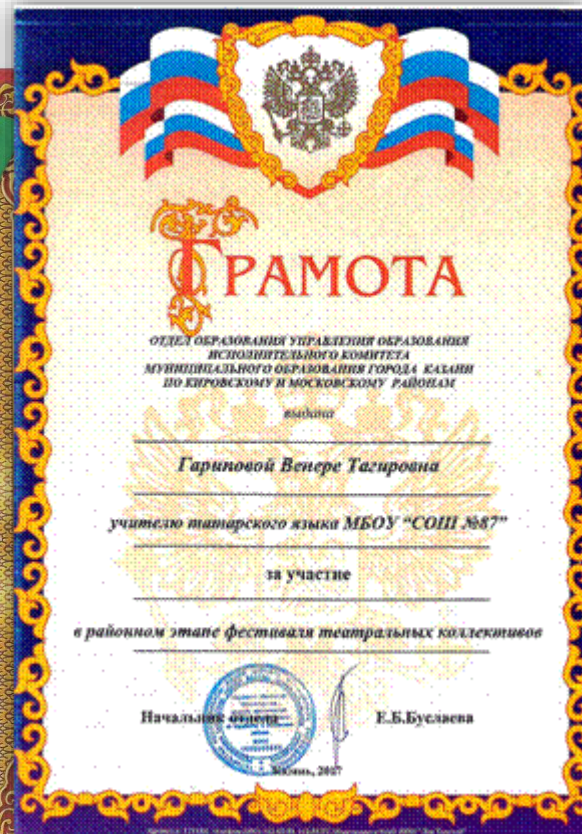 ГРАМОТА
ОТДЕЛ ОБРАЗОВАНИЯ УПРАВЛЕНИЯ ОБРАЗОВАНИЯ
ИСПОЛНИТЕЛЬНОГО КОМИТЕТА
МУНИЦИПАЛЬНОГО ОБРАЗОВАНИЯ ГОРОДА КАЗАНИ
ПО КИРОВСКОМУ И МОСКОВСКОМУ РАЙОНАМ
выдана
Гариповой Венере Тагировна
учителю татарского языка МБОУ "СОШ №87"
за участие
в районном этапе фестиваля театральных коллективов
Начальник отдела Е.Б.Буслаева
Казань, 2017